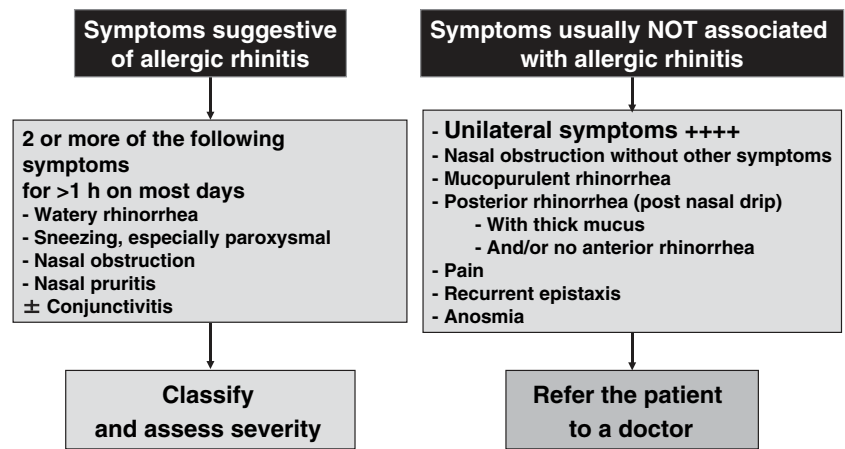 Symptoms suggestive
of allergic rhinitis
2 or more of the following
symptoms
for >1 h on most days
- Watery rhinorrhea
- Sneezing, especially paroxysmal
- Nasal obstruction
- Nasal pruritis
± Conjunctivitis
Classify
and assess severity
Symptoms usually NOT associated
with allergic rhinitis
- Unilateral symptoms ++++
- Nasal obstruction without other symptoms
- Mucopurulent rhinorrhea
- Posterior rhinorrhea (post nasal drip)
- With thick mucus
- And/or no anterior rhinorrhea
- Pain
- Recurrent epistaxis
- Anosmia
Refer the patient
to a doctor